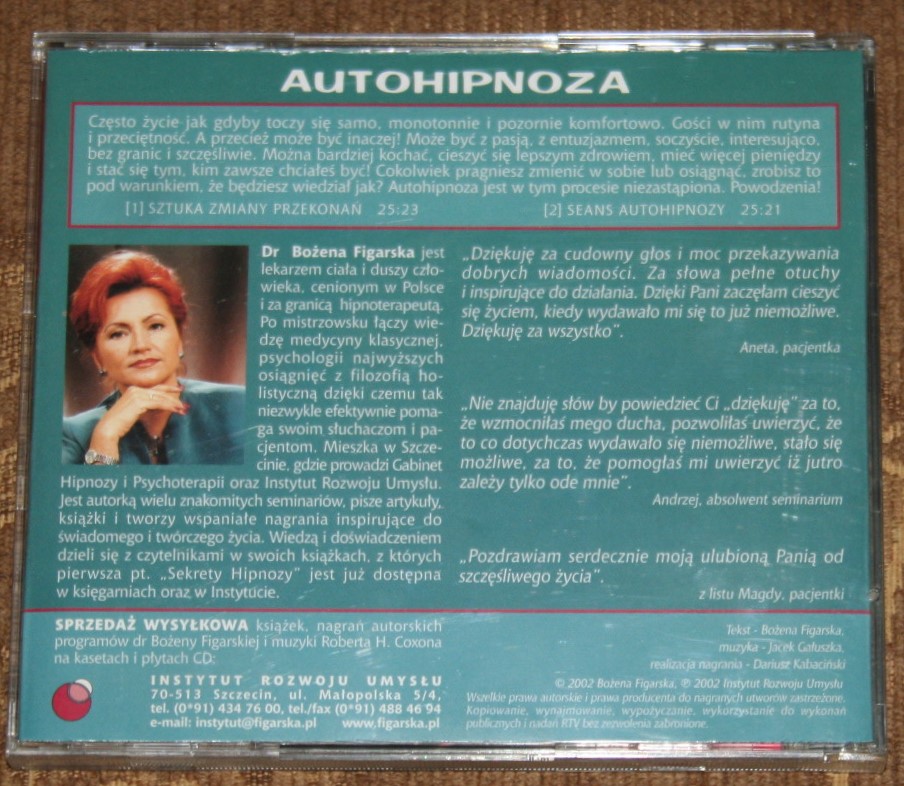 AUTOHIPNOZA
Często życie jak gdyby toczy się samo, monotonnie i pozornie komfortowo. Gości w nim rutyna
i przeciętność. A przecież może być inaczej! Może być z pasją, z entuzjazmem, soczyście, interesująco,
bez granic i szczęśliwie. Można bardziej kochać, cieszyć się lepszym zdrowiem, mieć więcej pieniędzy
i stać się tym, kim zawsze chciałeś być! Cokolwiek pragniesz zmienić w sobie lub osiągnąć, zrobisz to
pod warunkiem, że będziesz wiedział jak? Autohipnoza jest w tym procesie niezastąpiona. Powodzenia!
[1] SZTUKA ZMIANY PRZEKONAŃ 25:23
[2] SEANS AUTOHIPNOZY 25:21
Dr Bożena Figarska jest
lekarzem ciała i duszy czło-
wieka, cenionym w Polsce
i za granicą hipnoterapeutą.
Po mistrzowsku łączy wie-
dzę medycyny klasycznej,
psychologii najwyższych
osiągnięć z filozofią ho-
listyczną dzięki czemu tak
niezwykle efektywnie poma-
ga swoim słuchaczom i pa-
cjentom. Mieszka w Szcze-
cinie, gdzie prowadzi Gabinet
Hipnozy i Psychoterapii oraz Instytut Rozwoju Umysłu.
Jest autorką wielu znakomitych seminariów, pisze artykuły,
książki i tworzy wspaniałe nagrania inspirujące do
świadomego i twórczego życia. Wiedzą i doświadczeniem
dzieli się z czytelnikami w swoich książkach, z których
pierwsza pt. „Sekrety Hipnozy" jest już dostępna
w księgarniach oraz w Instytucie.
„Dziękuję za cudowny głos i moc przekazywania
dobrych wiadomości. Za słowa pełne otuchy
i inspirujące do działania. Dzięki Pani zaczęłam cieszyć
się życiem, kiedy wydawało mi się to już niemożliwe.
Dziękuję za wszystko".
Aneta, pacjentka
„Nie znajduję słów by powiedzieć Ci „dziękuję" za to,
że wzmocniłaś mego ducha, pozwoliłaś uwierzyć, że
to co dotychczas wydawało się niemożliwe, stało się
możliwe, za to, że pomogłaś mi uwierzyć iż jutro
zależy tylko ode mnie".
Andrzej, absolwent seminarium
„Pozdrawiam serdecznie moją ulubioną Panią od
szczęśliwego życia".
z listu Magdy, pacjentki
SPRZEDAŻ WYSYŁKOWA książek, nagrań autorskich
programów dr Bożeny Figarskiej i muzyki Roberta H. Coxona
na kasetach i płytach CD:
INSTYTUT ROZWOJU UMYSŁU
70-513 Szczecin, ul. Małopolska 5/4,
tel. (0*91) 434 76 00, tel./fax (0*91) 488 46 94
e-mail: instytut@figarska.pl www.figarska.pl
Tekst - Bożena Figarska,
muzyka - Jacek Gałuszka,
realizacja nagrania - Dariusz Kabaciński
© 2002 Bożena Figarska, ℗ 2002 Instytut Rozwoju Umysłu
Wszelkie prawa autorskie i prawa producenta do nagranych utworów zastrzeżone.
Kopiowanie, wynajmowanie, wypożyczanie, wykorzystanie do wykonań
publicznych i nadań RTV bez zezwolenia zabronione.